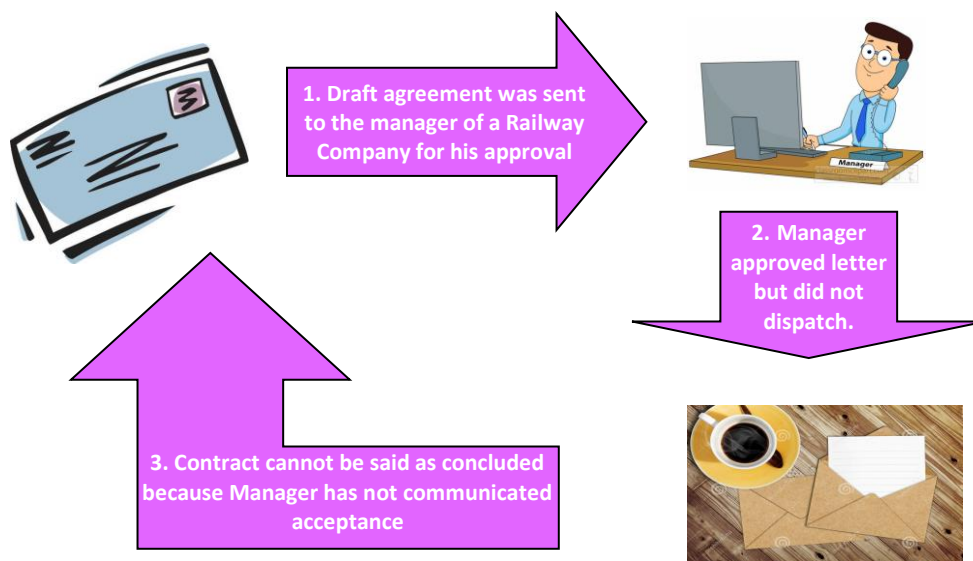 1. Draft agreement was sent
to the manager of a Railway
Company for his approval
Manager
2. Manager
approved letter
but did not
dispatch.
3. Contract cannot be said as concluded
because Manager has not communicated
acceptance